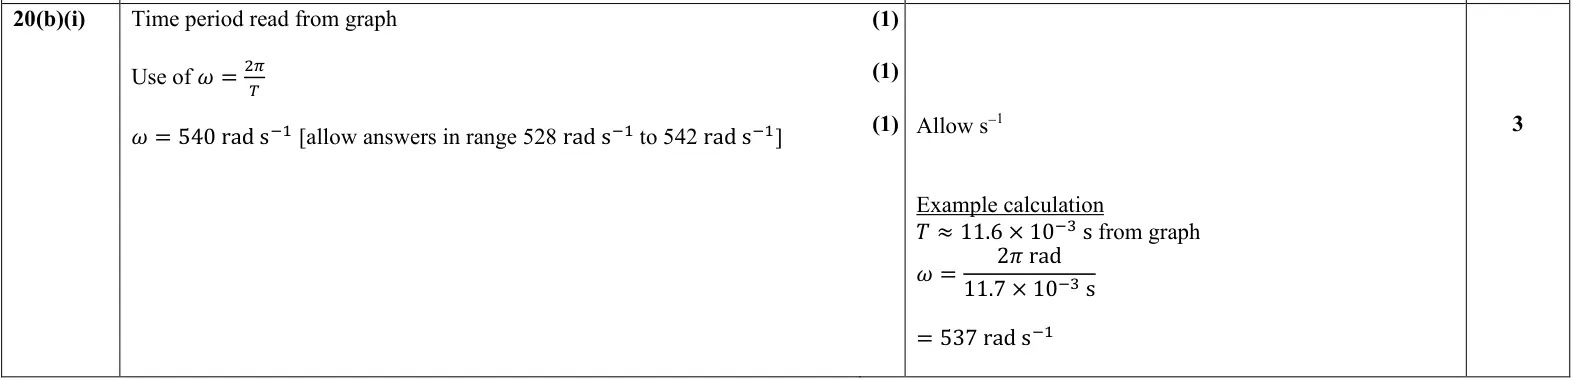 20(b)(i) Time period read from graph (1)
Use of ω = 2π/T (1)
ω = 540 rad s⁻¹ [allow answers in range 528 rad s⁻¹ to 542 rad s⁻¹] (1) Allow s⁻¹ 3
Example calculation
T ≈ 11.6 × 10⁻³ s from graph
ω = 2π rad / 11.7 × 10⁻³ s
= 537 rad s⁻¹